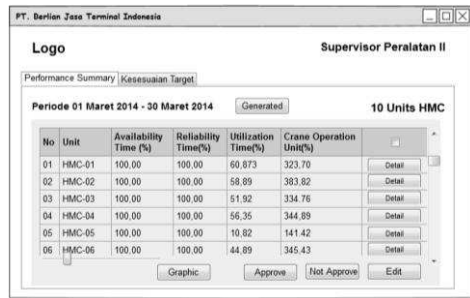 PT. Berlian Jasa Terminal Indonesia
Logo
Supervisor Peralatan II
Performance Summary Kesesuaian Target
Periode 01 Maret 2014 - 30 Maret 2014 Generated 10 Units HMC
No Unit Availability Time (%) Reliability Time(%) Utilization Time(%) Crane Operation Unit(%)
01 HMC-01 100,00 100,00 60,873 323,70 Detail
02 HMC-02 100,00 100,00 58,89 383,82 Detail
03 HMC-03 100,00 100,00 51,92 334.76 Detail
04 HMC-04 100,00 100,00 56,35 344,89 Detail
05 HMC-05 100,00 100,00 10,82 141.42 Detail
06 HMC-06 100,00 100,00 44,89 345.43 Detail
Graphic Approve Not Approve Edit